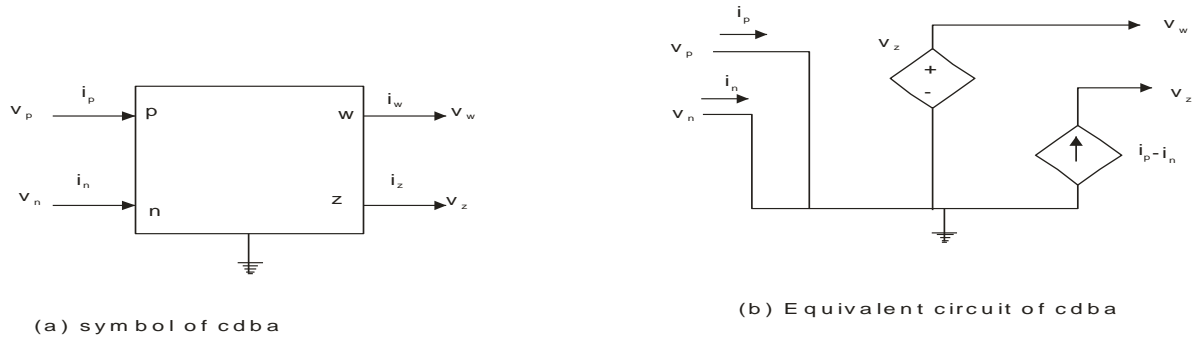 i p
v p
p
i n
v n
n
w
i w
v w
z
i z
v z
(a) symbol of cdba
i p
v p
i n
v n
v z
+
-
v w
v z
i p - i n
(b) Equivalent circuit of cdba